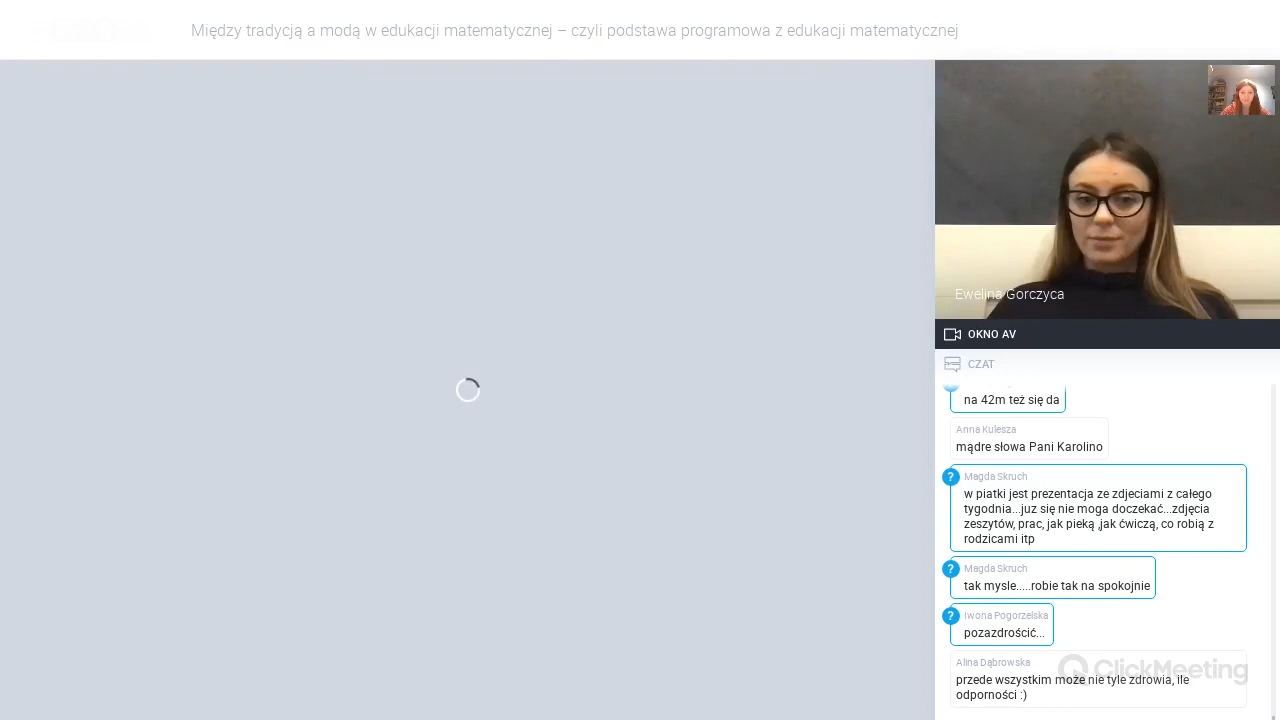 Między tradycją a modą w edukacji matematycznej – czyli podstawa programowa z edukacji matematycznej
Ewelina Gorczyca
OKNO AV
CZAT
na 42m też się da
Anna Kulesza
mądre słowa Pani Karolino
?
Magda Skruch
w piatki jest prezentacja ze zdjeciami z całego
tygodnia...juz się nie moga doczekać...zdjęcia
zeszytów, prac, jak pieką ,jak ćwiczą, co robią z
rodzicami itp
?
Magda Skruch
tak mysle.....robie tak na spokojnie
?
Iwona Pogorzelska
pozazdrościć...
Alina Dąbrowska
przede wszystkim może nie tyle zdrowia, ile
odporności :)
ClickMeeting